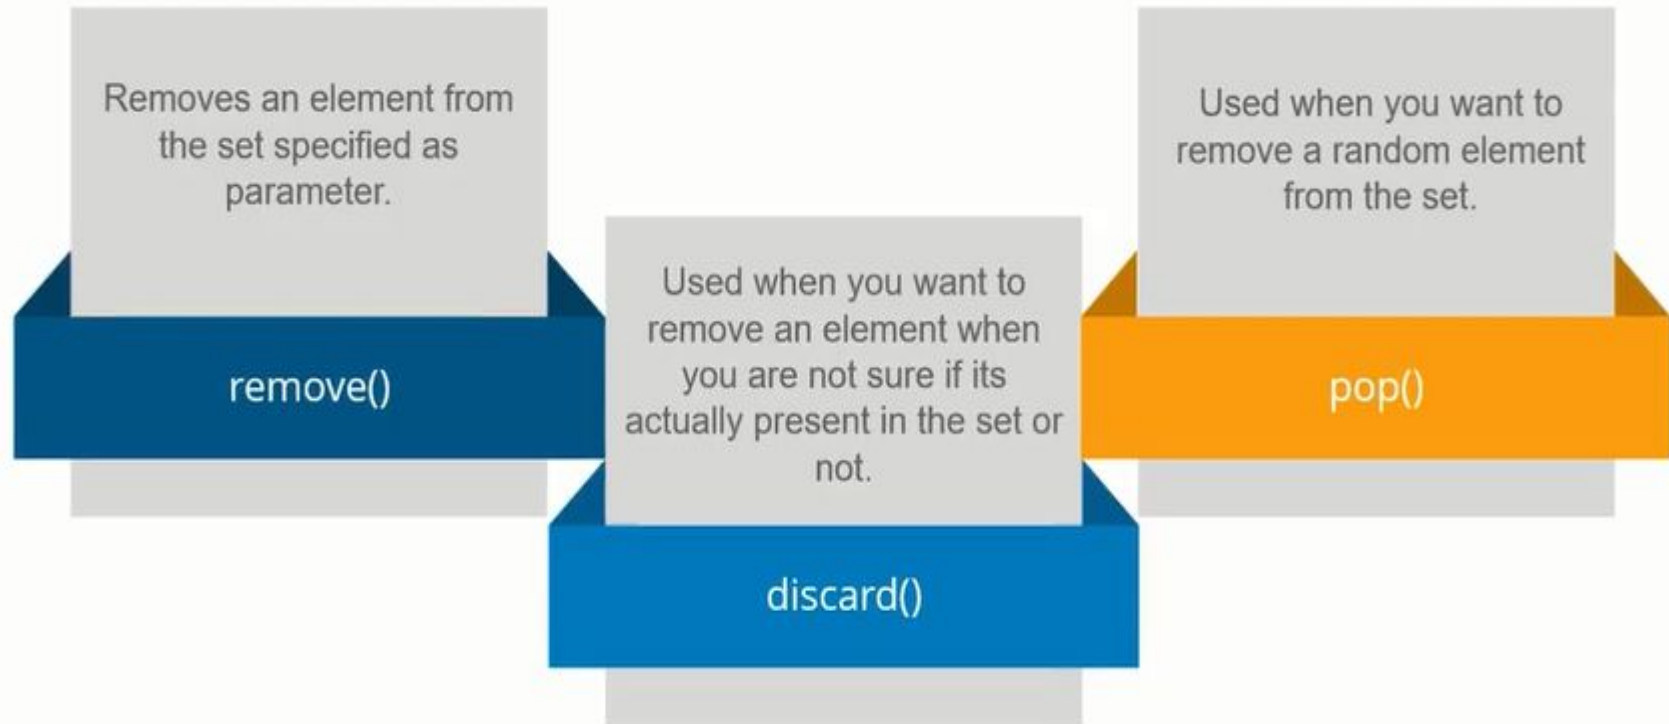 Removes an element from
the set specified as
parameter.
remove()
Used when you want to
remove an element when
you are not sure if its
actually present in the set or
not.
discard()
Used when you want to
remove a random element
from the set.
pop()